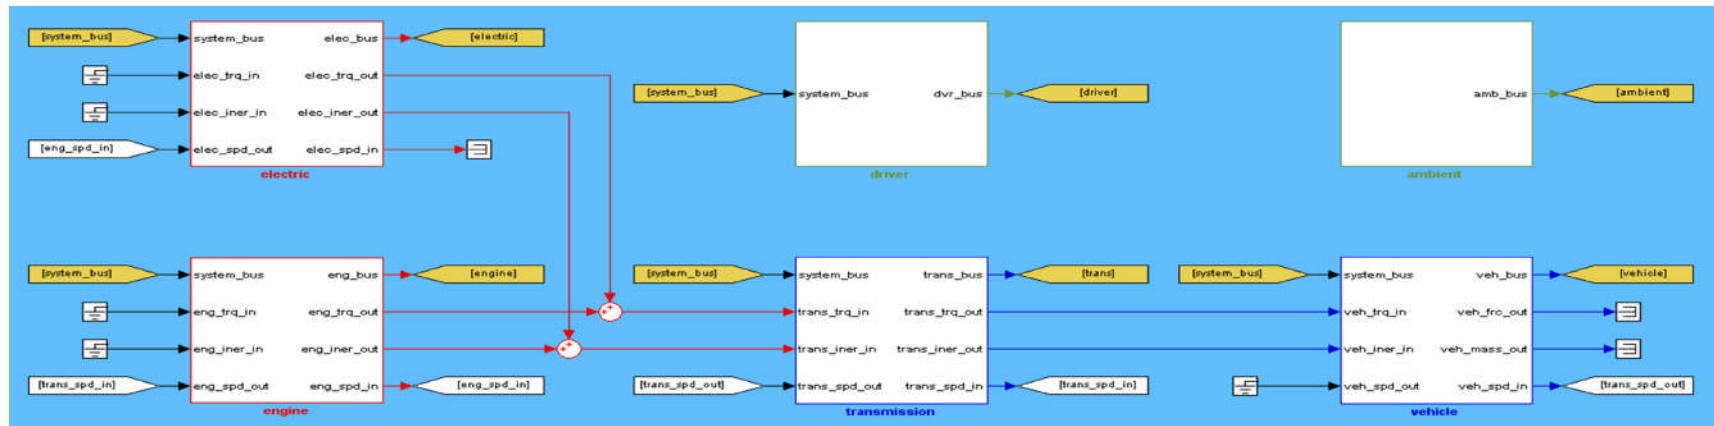 [system_bus] system_bus elec_bus [electric]
elec_trq_in elec_trq_out
elec_iner_in elec_iner_out
[eng_spd_in] elec_spd_out elec_spd_in
electric
[system_bus] system_bus dvr_bus [driver]
driver
amb_bus [ambient]
ambient
[system_bus] system_bus eng_bus [engine]
eng_trq_in eng_trq_out
eng_iner_in eng_iner_out
[trans_spd_in] eng_spd_out eng_spd_in [eng_spd_in]
engine
[system_bus] system_bus trans_bus [trans]
trans_trq_in trans_trq_out
trans_iner_in trans_iner_out
[trans_spd_out] trans_spd_out trans_spd_in [trans_spd_in]
transmission
[system_bus] system_bus veh_bus [vehicle]
veh_trq_in veh_frc_out
veh_iner_in veh_mass_out
veh_spd_out veh_spd_in [trans_spd_out]
vehicle